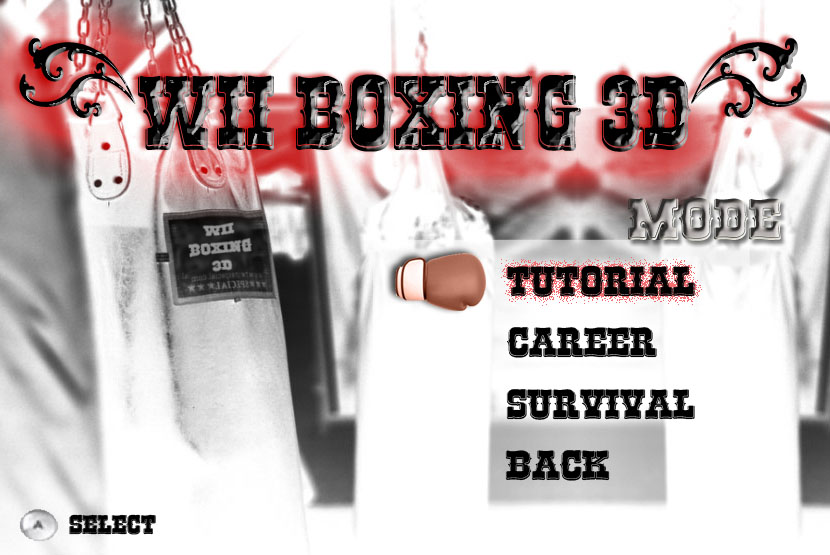 WII BOXING 3D
MODE
WII
BOXING
3D
TUTORIAL
CAREER
SURVIVAL
BACK
A SELECT